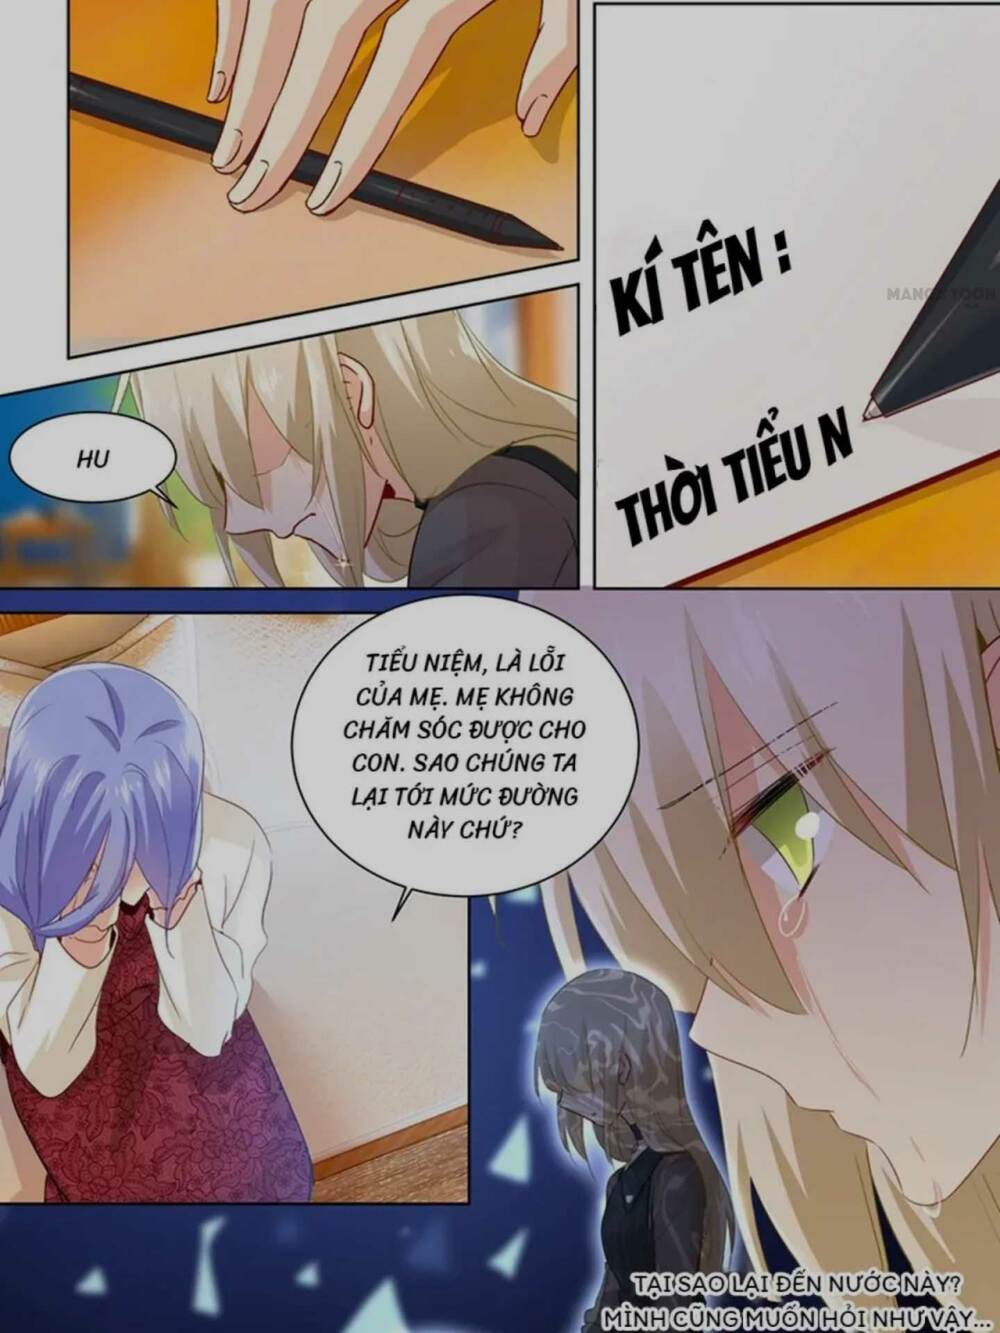 KÍ TÊN :
MANGATOON
THỜI TIỂU N
HU
TIỂU NIỆM, LÀ LỖI
CỦA MẸ. MẸ KHÔNG
CHĂM SÓC ĐƯỢC CHO
CON. SAO CHÚNG TA
LẠI TỚI MỨC ĐƯỜNG
NÀY CHỨ?
TẠI SAO LẠI ĐẾN NƯỚC NÀY?
MÌNH CŨNG MUỐN HỎI NHƯ VẬY...